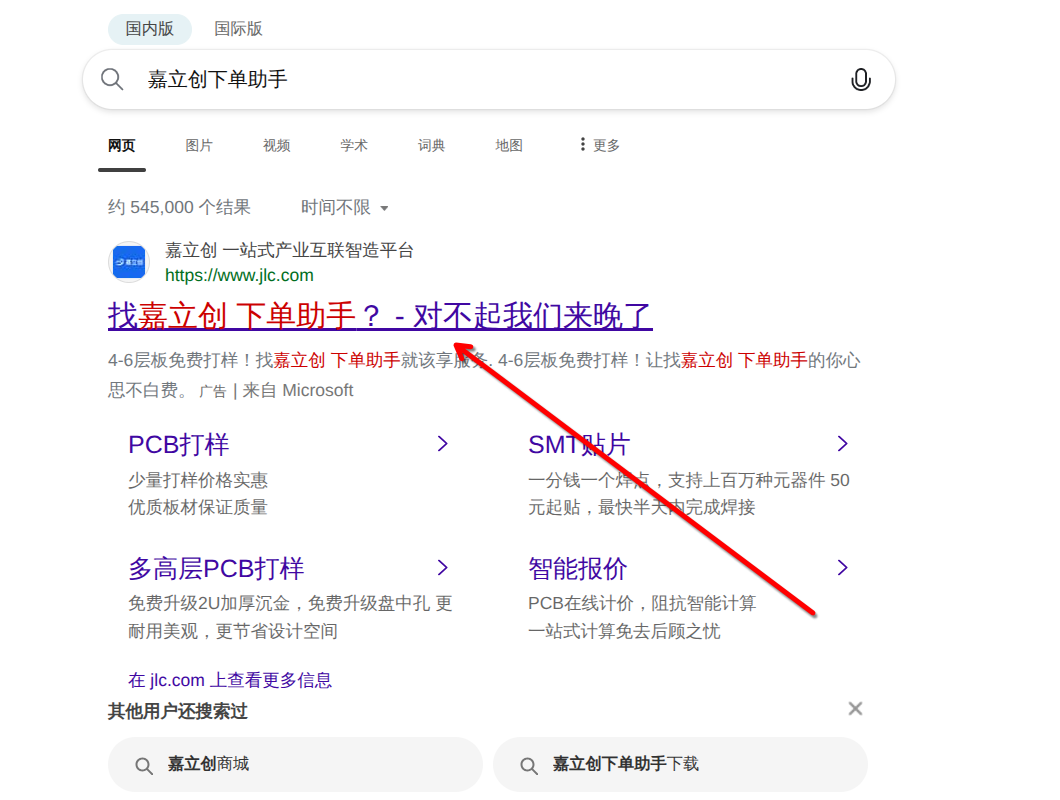 国内版 国际版
嘉立创下单助手
网页 图片 视频 学术 词典 地图 更多
约 545,000 个结果 时间不限
嘉立创 一站式产业互联智造平台
嘉立创
https://www.jlc.com
找嘉立创 下单助手？ - 对不起我们来晚了
4-6层板免费打样！找嘉立创 下单助手就该享服务. 4-6层板免费打样！让找嘉立创 下单助手的你心
思不白费。 广告 | 来自 Microsoft
PCB打样
少量打样价格实惠
优质板材保证质量
SMT贴片
一分钱一个焊点，支持上百万种元器件 50
元起贴，最快半天内完成焊接
多高层PCB打样
免费升级2U加厚沉金，免费升级盘中孔 更
耐用美观，更节省设计空间
智能报价
PCB在线计价，阻抗智能计算
一站式计算免去后顾之忧
在 jlc.com 上查看更多信息
其他用户还搜索过
嘉立创商城
嘉立创下单助手下载